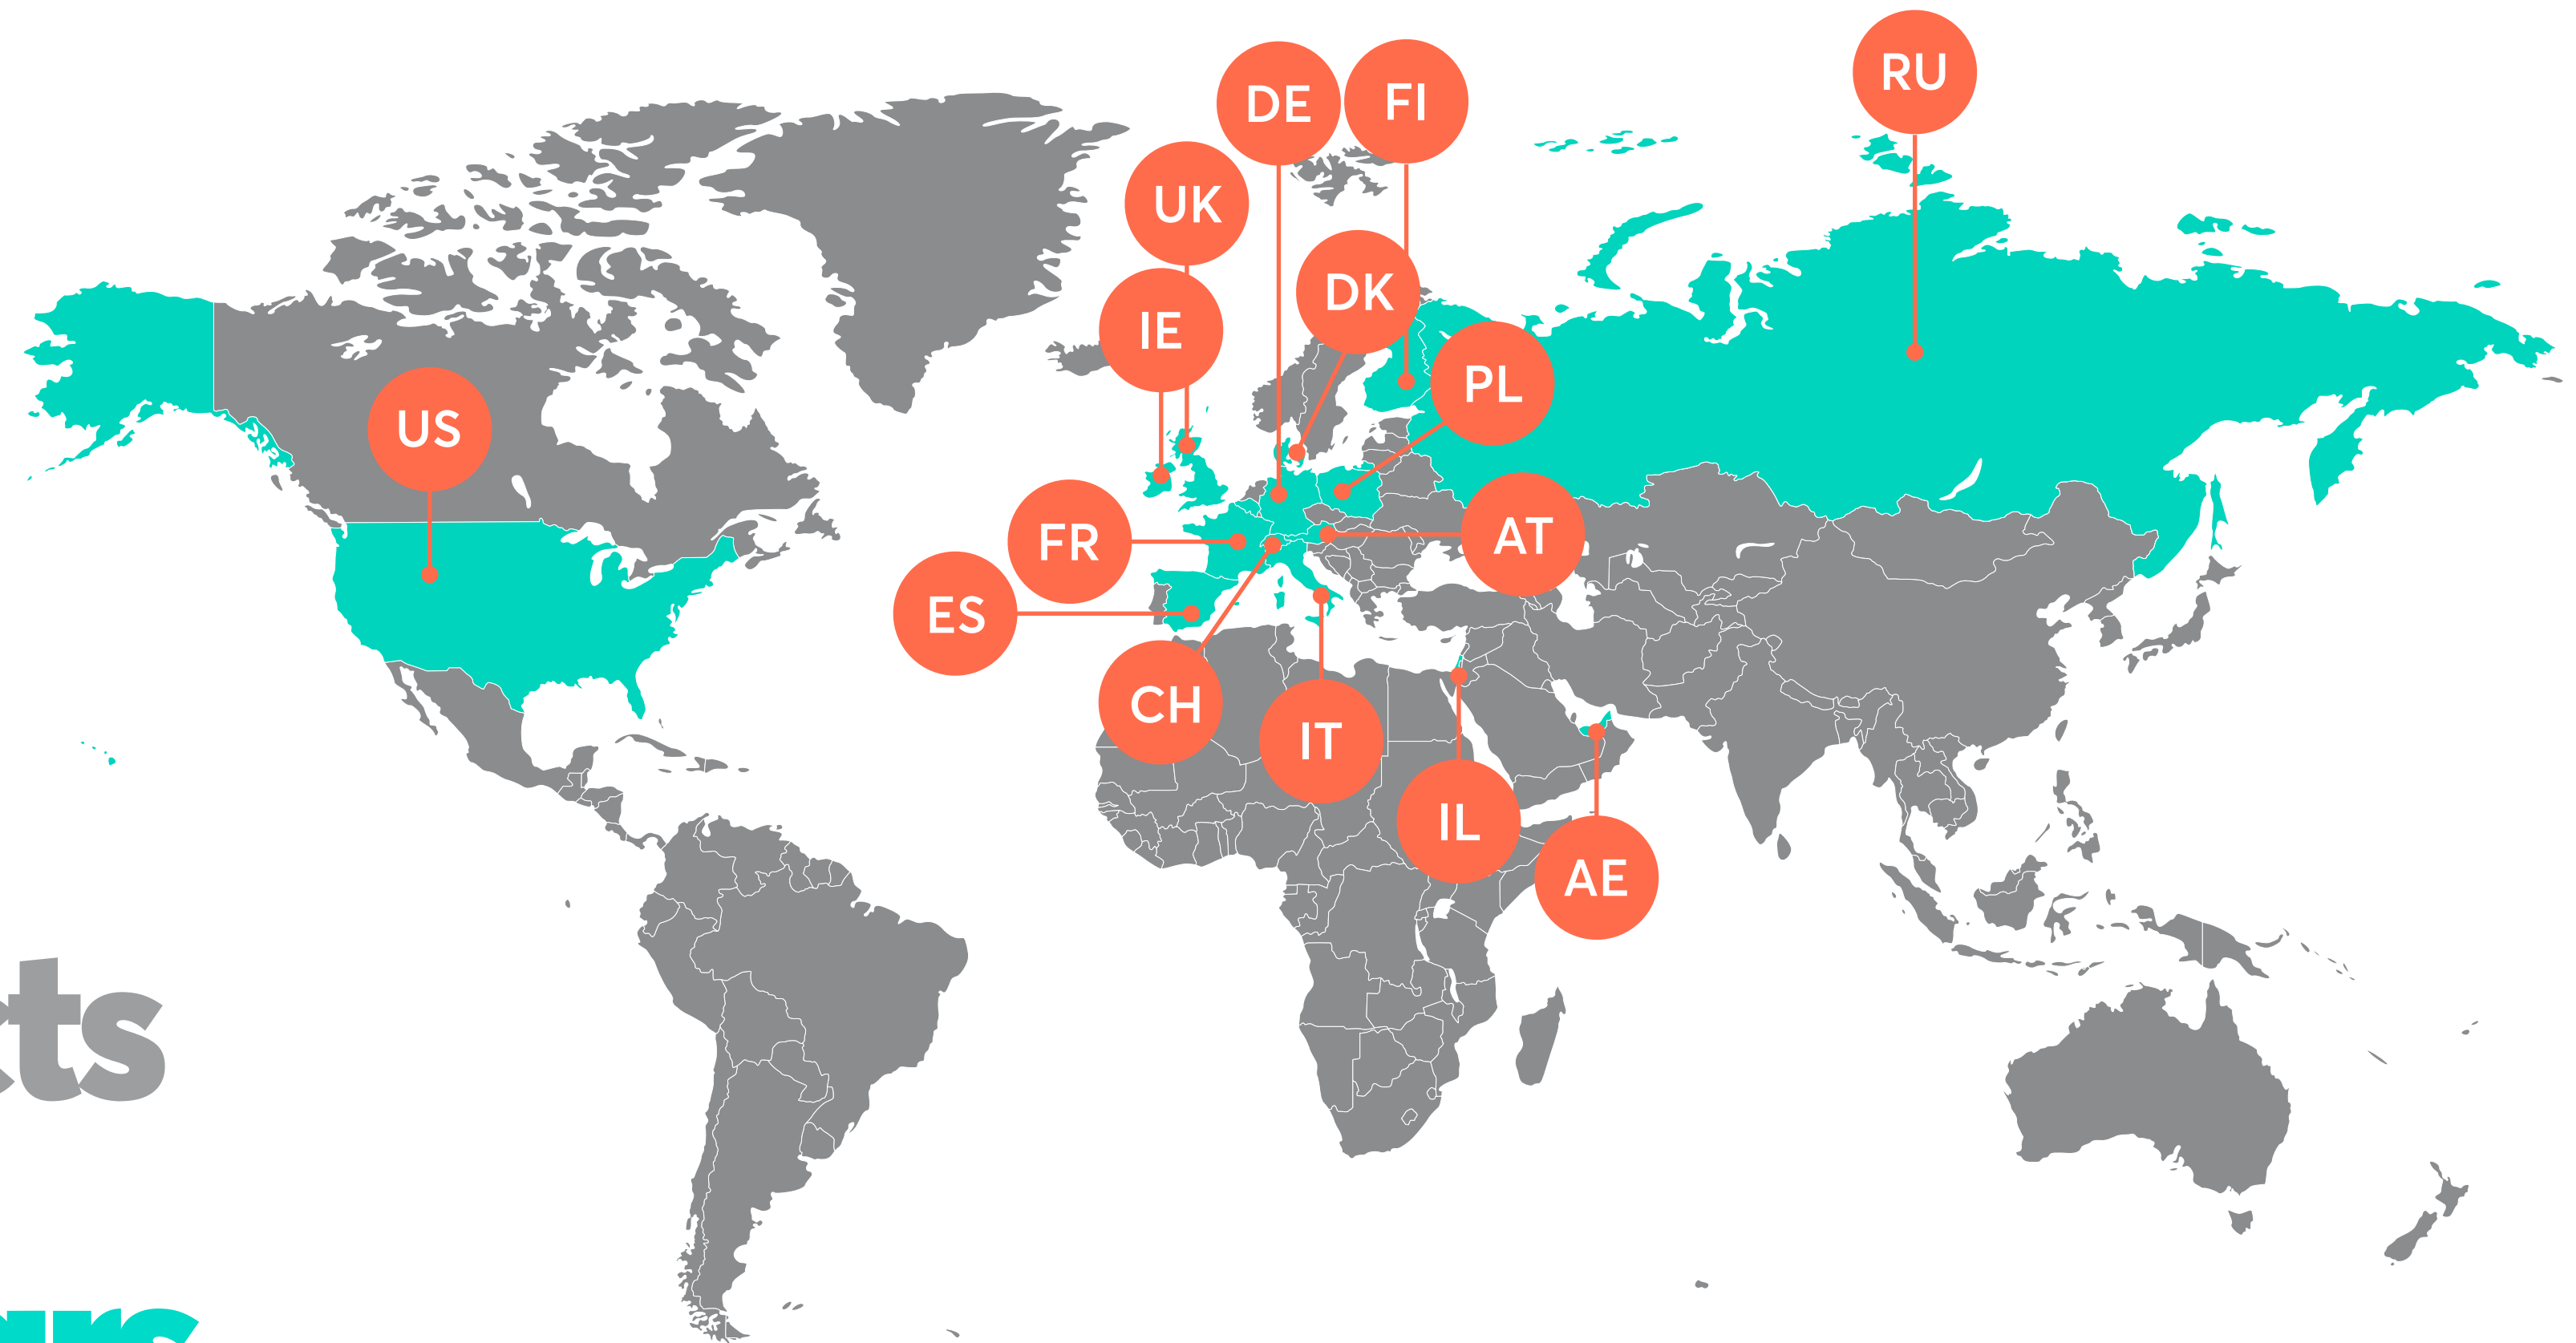 RU
FI
DE
UK
DK
IE
PL
US
AT
FR
ES
CH
IT
IL
AE